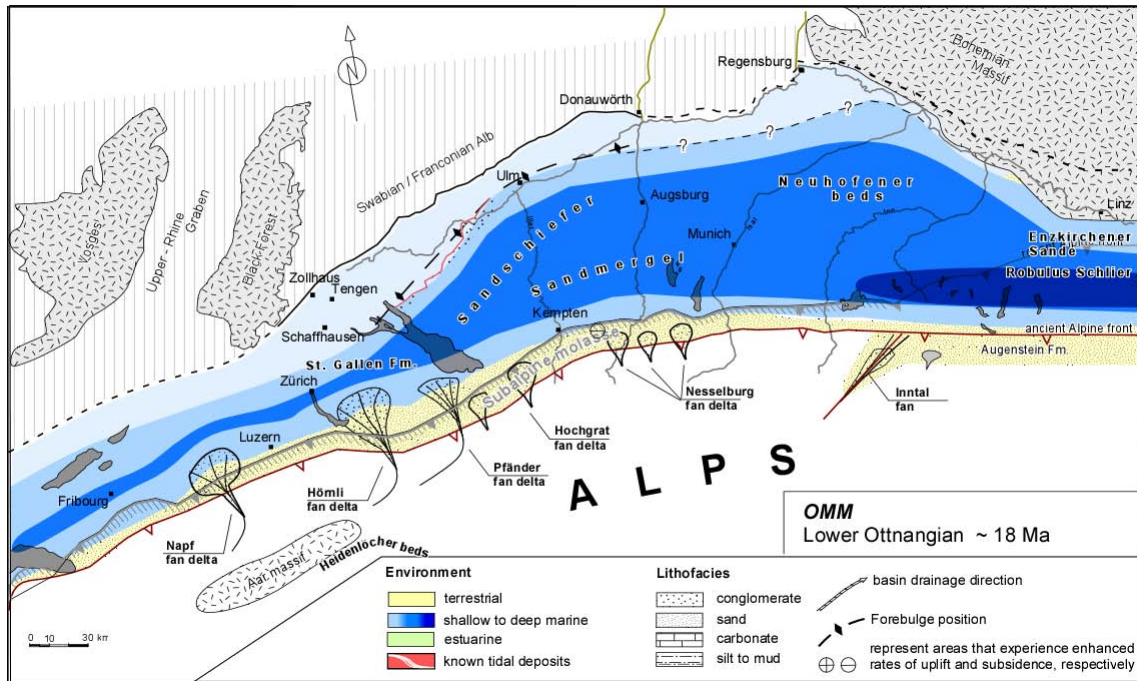 Bohemian
Massif
Regensburg
N
Donauwörth
Swabian / Franconian Alb
?
?
?
Ulm
Vosges
Upper - Rhine
Graben
Black Forest
Augsburg
Neuhofener
beds
Linz
Iller
Isar
Inn
Munich
Enzkirchener
Sande
Robulus Schlier
Sandschiefer
Sandmergel
Zollhaus
Tengen
Schaffhausen
Kempten
ancient Alpine front
Augenstein Fm.
St. Gallen Fm.
Subalpine molasse
Zürich
Nesselburg
fan delta
Inntal
fan
Hochgrat
fan delta
Luzern
Pfänder
fan delta
Hörnli
fan delta
ALPS
Fribourg
Napf
fan delta
Aar massif
Heidenlöcher beds
OMM
Lower Ottnangian ~ 18 Ma
Environment
terrestrial
shallow to deep marine
estuarine
known tidal deposits
Lithofacies
conglomerate
sand
carbonate
silt to mud
basin drainage direction
Forebulge position
represent areas that experience enhanced
rates of uplift and subsidence, respectively
0 10 30 km